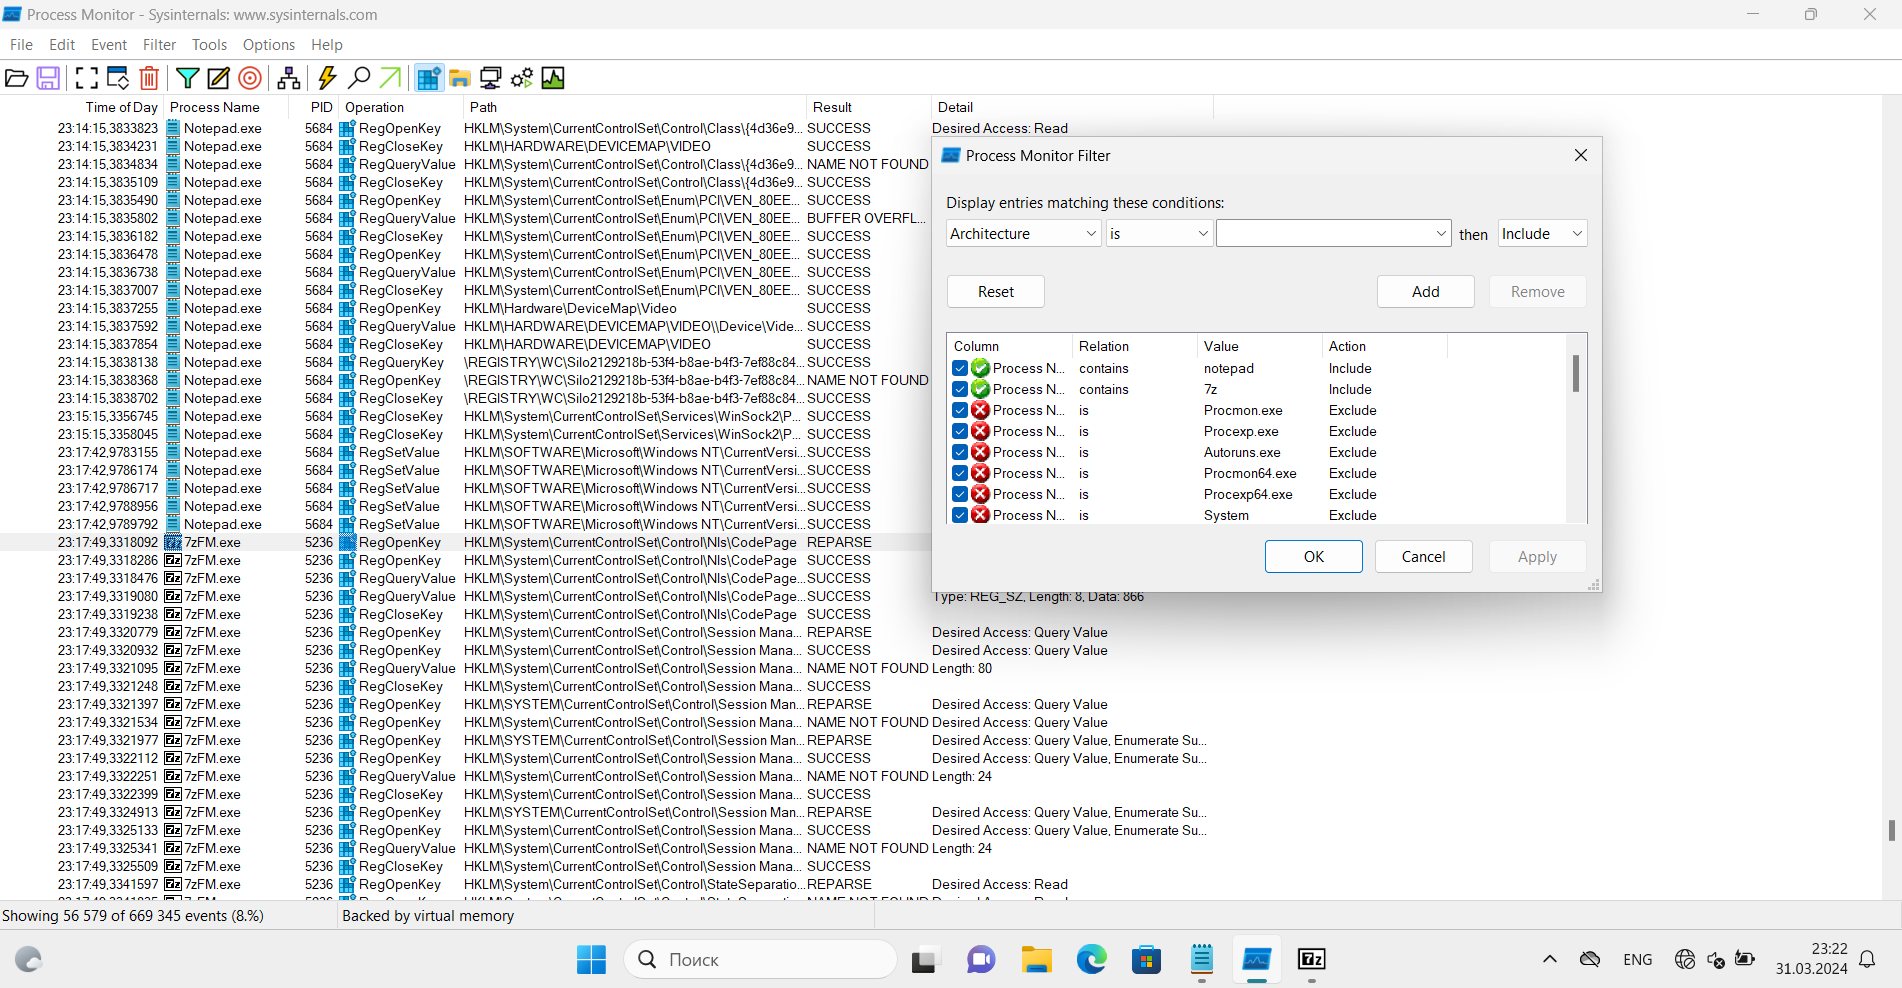 Process Monitor - Sysinternals: www.sysinternals.com
File Edit Event Filter Tools Options Help
Time of Day Process Name PID Operation Path Result Detail
23:14:15,3833823 Notepad.exe 5684 RegOpenKey HKLM\System\CurrentControlSet\Control\Class\{4d36e9... SUCCESS Desired Access: Read
23:14:15,3834231 Notepad.exe 5684 RegCloseKey HKLM\HARDWARE\DEVICEMAP\VIDEO SUCCESS
23:14:15,3834834 Notepad.exe 5684 RegQueryValue HKLM\System\CurrentControlSet\Control\Class\{4d36e9... NAME NOT FOUND
23:14:15,3835109 Notepad.exe 5684 RegCloseKey HKLM\System\CurrentControlSet\Control\Class\{4d36e9... SUCCESS
23:14:15,3835490 Notepad.exe 5684 RegOpenKey HKLM\System\CurrentControlSet\Enum\PCI\VEN_80EE... SUCCESS
23:14:15,3835802 Notepad.exe 5684 RegQueryValue HKLM\System\CurrentControlSet\Enum\PCI\VEN_80EE... BUFFER OVERFL...
23:14:15,3836182 Notepad.exe 5684 RegCloseKey HKLM\System\CurrentControlSet\Enum\PCI\VEN_80EE... SUCCESS
23:14:15,3836478 Notepad.exe 5684 RegOpenKey HKLM\System\CurrentControlSet\Enum\PCI\VEN_80EE... SUCCESS
23:14:15,3836738 Notepad.exe 5684 RegQueryValue HKLM\System\CurrentControlSet\Enum\PCI\VEN_80EE... SUCCESS
23:14:15,3837007 Notepad.exe 5684 RegCloseKey HKLM\System\CurrentControlSet\Enum\PCI\VEN_80EE... SUCCESS
23:14:15,3837255 Notepad.exe 5684 RegOpenKey HKLM\Hardware\DeviceMap\Video SUCCESS
23:14:15,3837592 Notepad.exe 5684 RegQueryValue HKLM\HARDWARE\DEVICEMAP\VIDEO\\Device\Vide... SUCCESS
23:14:15,3837854 Notepad.exe 5684 RegCloseKey HKLM\HARDWARE\DEVICEMAP\VIDEO SUCCESS
23:14:15,3838138 Notepad.exe 5684 RegQueryKey \REGISTRY\WC\Silo2129218b-53f4-b8ae-b4f3-7ef88c84... SUCCESS
23:14:15,3838368 Notepad.exe 5684 RegOpenKey \REGISTRY\WC\Silo2129218b-53f4-b8ae-b4f3-7ef88c84... NAME NOT FOUND
23:14:15,3838702 Notepad.exe 5684 RegCloseKey \REGISTRY\WC\Silo2129218b-53f4-b8ae-b4f3-7ef88c84... SUCCESS
23:15:15,3356745 Notepad.exe 5684 RegOpenKey HKLM\System\CurrentControlSet\Services\WinSock2\P... SUCCESS
23:15:15,3358045 Notepad.exe 5684 RegCloseKey HKLM\System\CurrentControlSet\Services\WinSock2\P... SUCCESS
23:17:42,9783155 Notepad.exe 5684 RegSetValue HKLM\SOFTWARE\Microsoft\Windows NT\CurrentVersi... SUCCESS
23:17:42,9786174 Notepad.exe 5684 RegSetValue HKLM\SOFTWARE\Microsoft\Windows NT\CurrentVersi... SUCCESS
23:17:42,9786717 Notepad.exe 5684 RegSetValue HKLM\SOFTWARE\Microsoft\Windows NT\CurrentVersi... SUCCESS
23:17:42,9788956 Notepad.exe 5684 RegSetValue HKLM\SOFTWARE\Microsoft\Windows NT\CurrentVersi... SUCCESS
23:17:42,9789792 Notepad.exe 5684 RegSetValue HKLM\SOFTWARE\Microsoft\Windows NT\CurrentVersi... SUCCESS
23:17:49,3318092 7zFM.exe 5236 RegOpenKey HKLM\System\CurrentControlSet\Control\Nls\CodePage REPARSE
23:17:49,3318286 7zFM.exe 5236 RegOpenKey HKLM\System\CurrentControlSet\Control\Nls\CodePage SUCCESS
23:17:49,3318476 7zFM.exe 5236 RegQueryValue HKLM\System\CurrentControlSet\Control\Nls\CodePage... SUCCESS
23:17:49,3319080 7zFM.exe 5236 RegQueryValue HKLM\System\CurrentControlSet\Control\Nls\CodePage... SUCCESS Type: REG_SZ, Length: 8, Data: 866
23:17:49,3319238 7zFM.exe 5236 RegCloseKey HKLM\System\CurrentControlSet\Control\Nls\CodePage SUCCESS
23:17:49,3320779 7zFM.exe 5236 RegOpenKey HKLM\System\CurrentControlSet\Control\Session Mana... REPARSE Desired Access: Query Value
23:17:49,3320932 7zFM.exe 5236 RegOpenKey HKLM\System\CurrentControlSet\Control\Session Mana... SUCCESS Desired Access: Query Value
23:17:49,3321095 7zFM.exe 5236 RegQueryValue HKLM\System\CurrentControlSet\Control\Session Mana... NAME NOT FOUND Length: 80
23:17:49,3321248 7zFM.exe 5236 RegCloseKey HKLM\System\CurrentControlSet\Control\Session Mana... SUCCESS
23:17:49,3321397 7zFM.exe 5236 RegOpenKey HKLM\SYSTEM\CurrentControlSet\Control\Session Man... REPARSE Desired Access: Query Value
23:17:49,3321534 7zFM.exe 5236 RegOpenKey HKLM\System\CurrentControlSet\Control\Session Mana... NAME NOT FOUND Desired Access: Query Value
23:17:49,3321977 7zFM.exe 5236 RegOpenKey HKLM\SYSTEM\CurrentControlSet\Control\Session Man... REPARSE Desired Access: Query Value, Enumerate Su...
23:17:49,3322112 7zFM.exe 5236 RegOpenKey HKLM\System\CurrentControlSet\Control\Session Mana... SUCCESS Desired Access: Query Value, Enumerate Su...
23:17:49,3322251 7zFM.exe 5236 RegQueryValue HKLM\System\CurrentControlSet\Control\Session Mana... NAME NOT FOUND Length: 24
23:17:49,3322399 7zFM.exe 5236 RegCloseKey HKLM\System\CurrentControlSet\Control\Session Mana... SUCCESS
23:17:49,3324913 7zFM.exe 5236 RegOpenKey HKLM\SYSTEM\CurrentControlSet\Control\Session Man... REPARSE Desired Access: Query Value, Enumerate Su...
23:17:49,3325133 7zFM.exe 5236 RegOpenKey HKLM\System\CurrentControlSet\Control\Session Mana... SUCCESS Desired Access: Query Value, Enumerate Su...
23:17:49,3325341 7zFM.exe 5236 RegQueryValue HKLM\System\CurrentControlSet\Control\Session Mana... NAME NOT FOUND Length: 24
23:17:49,3325509 7zFM.exe 5236 RegCloseKey HKLM\System\CurrentControlSet\Control\Session Mana... SUCCESS
23:17:49,3341597 7zFM.exe 5236 RegOpenKey HKLM\System\CurrentControlSet\Control\StateSeparatio... REPARSE Desired Access: Read
Process Monitor Filter
Display entries matching these conditions:
Architecture is then Include
Reset Add Remove
Column Relation Value Action
Process N... contains notepad Include
Process N... contains 7z Include
Process N... is Procmon.exe Exclude
Process N... is Procexp.exe Exclude
Process N... is Autoruns.exe Exclude
Process N... is Procmon64.exe Exclude
Process N... is Procexp64.exe Exclude
Process N... is System Exclude
OK Cancel Apply
Showing 56 579 of 669 345 events (8.%) Backed by virtual memory
Поиск
7z
ENG
23:22
31.03.2024